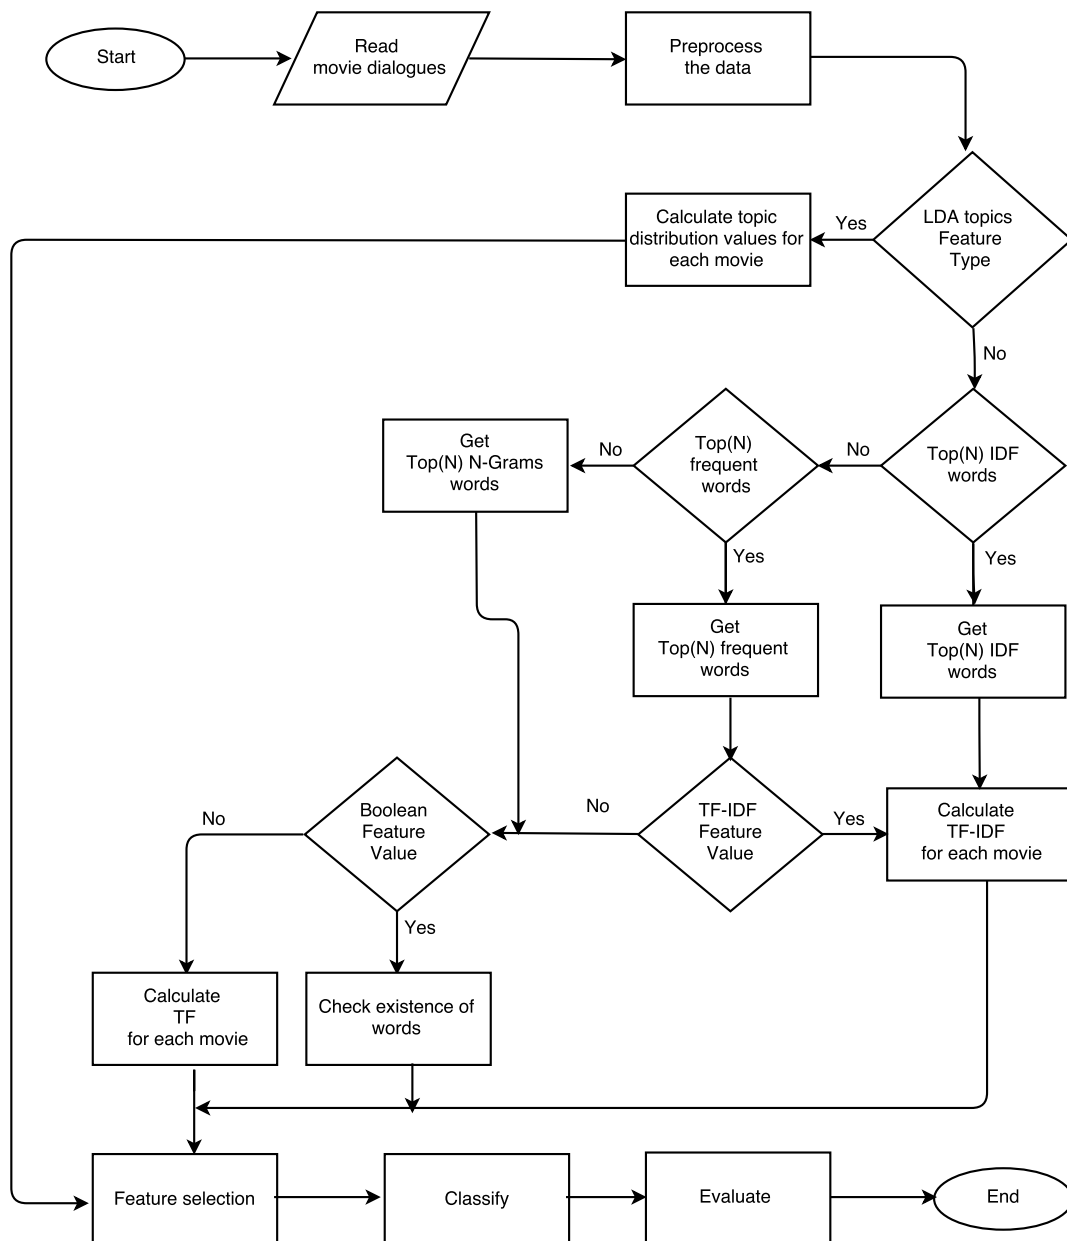 Start
Read
movie dialogues
Preprocess
the data
LDA topics
Feature
Type
Yes
Calculate topic
distribution values for
each movie
No
Top(N) IDF
words
No
Top(N)
frequent
words
No
Get
Top(N) N-Grams
words
Yes
Yes
Get
Top(N) frequent
words
Get
Top(N) IDF
words
Boolean
Feature
Value
No
No
TF-IDF
Feature
Value
Yes
Calculate
TF-IDF
for each movie
Yes
Calculate
TF
for each movie
Check existence of
words
Feature selection
Classify
Evaluate
End